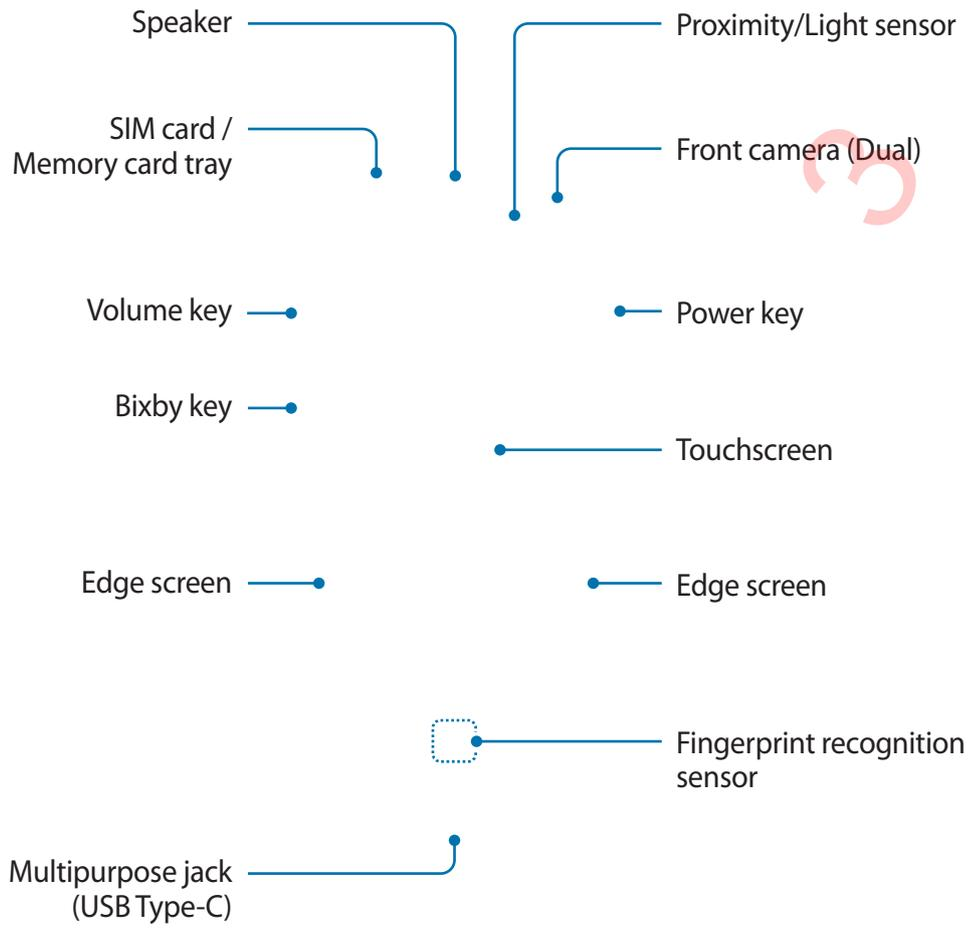 Speaker
Proximity/Light sensor
SIM card /
Memory card tray
Front camera (Dual)
3
Volume key
Power key
Bixby key
Touchscreen
Edge screen
Edge screen
Fingerprint recognition
sensor
Multipurpose jack
(USB Type-C)